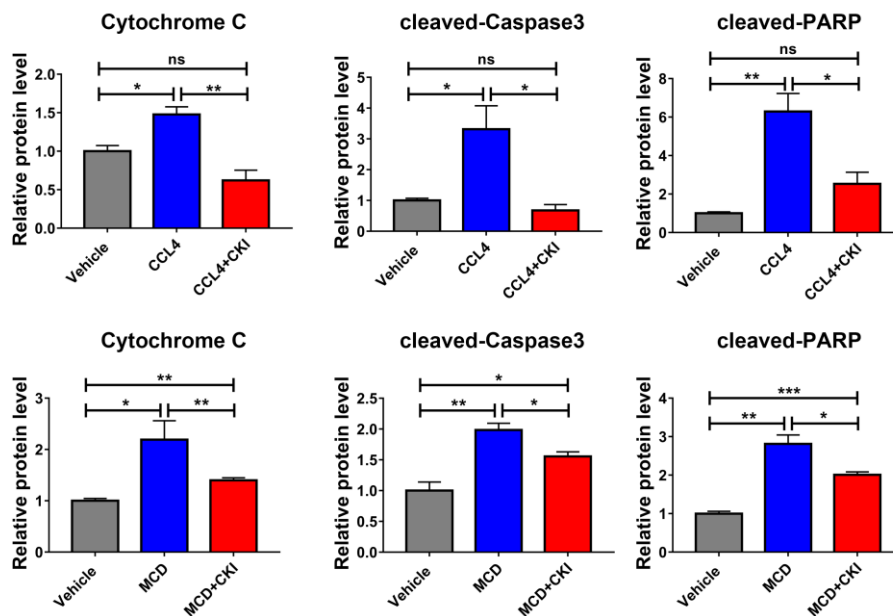 Cytochrome C
cleaved-Caspase3
cleaved-PARP
Relative protein level
2.0
1.5
1.0
0.5
0.0
ns
*
**
Vehicle
CCL4
CCL4+CKI
Relative protein level
5
4
3
2
1
0
ns
*
*
Vehicle
CCL4
CCL4+CKI
Relative protein level
8
6
4
2
0
ns
**
*
Vehicle
CCL4
CCL4+CKI
Cytochrome C
cleaved-Caspase3
cleaved-PARP
Relative protein level
3
2
1
0
**
*
**
Vehicle
MCD
MCD+CKI
Relative protein level
2.5
2.0
1.5
1.0
0.5
0.0
*
**
*
Vehicle
MCD
MCD+CKI
Relative protein level
4
3
2
1
0
***
**
*
Vehicle
MCD
MCD+CKI